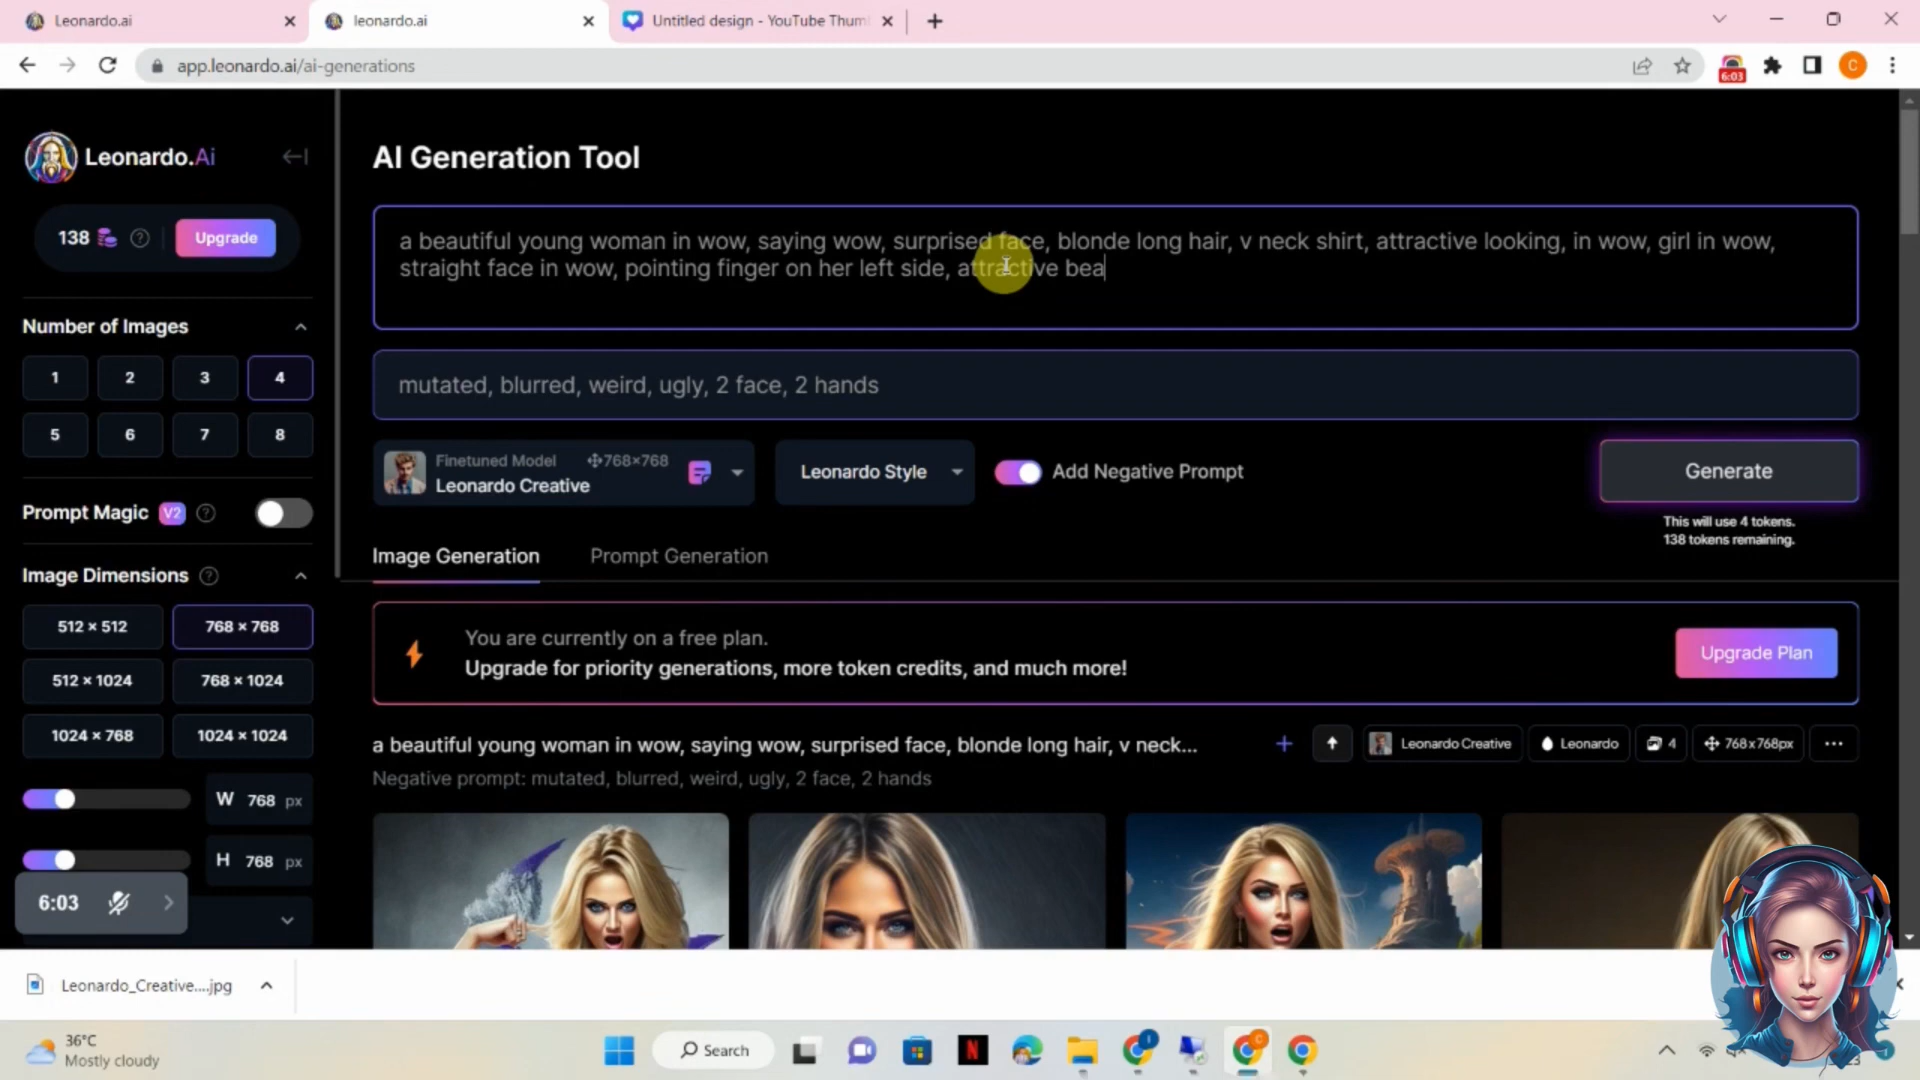 Leonardo.ai
leonardo.ai
Untitled design - YouTube Thum
app.leonardo.ai/ai-generations
6:03
C
Leonardo.Ai
138
Upgrade
Number of Images
1 2 3 4
5 6 7 8
Prompt Magic V2
Image Dimensions
512 × 512 768 × 768
512 × 1024 768 × 1024
1024 × 768 1024 × 1024
W 768 px
H 768 px
6:03
AI Generation Tool
a beautiful young woman in wow, saying wow, surprised face, blonde long hair, v neck shirt, attractive looking, in wow, girl in wow,
straight face in wow, pointing finger on her left side, attractive bea
mutated, blurred, weird, ugly, 2 face, 2 hands
Finetuned Model 768×768
Leonardo Creative
Leonardo Style
Add Negative Prompt
Generate
This will use 4 tokens.
138 tokens remaining.
Image Generation Prompt Generation
You are currently on a free plan.
Upgrade for priority generations, more token credits, and much more!
Upgrade Plan
a beautiful young woman in wow, saying wow, surprised face, blonde long hair, v neck...
Leonardo Creative Leonardo 4 768x768px
Negative prompt: mutated, blurred, weird, ugly, 2 face, 2 hands
Leonardo_Creative....jpg
36°C
Mostly cloudy
Search